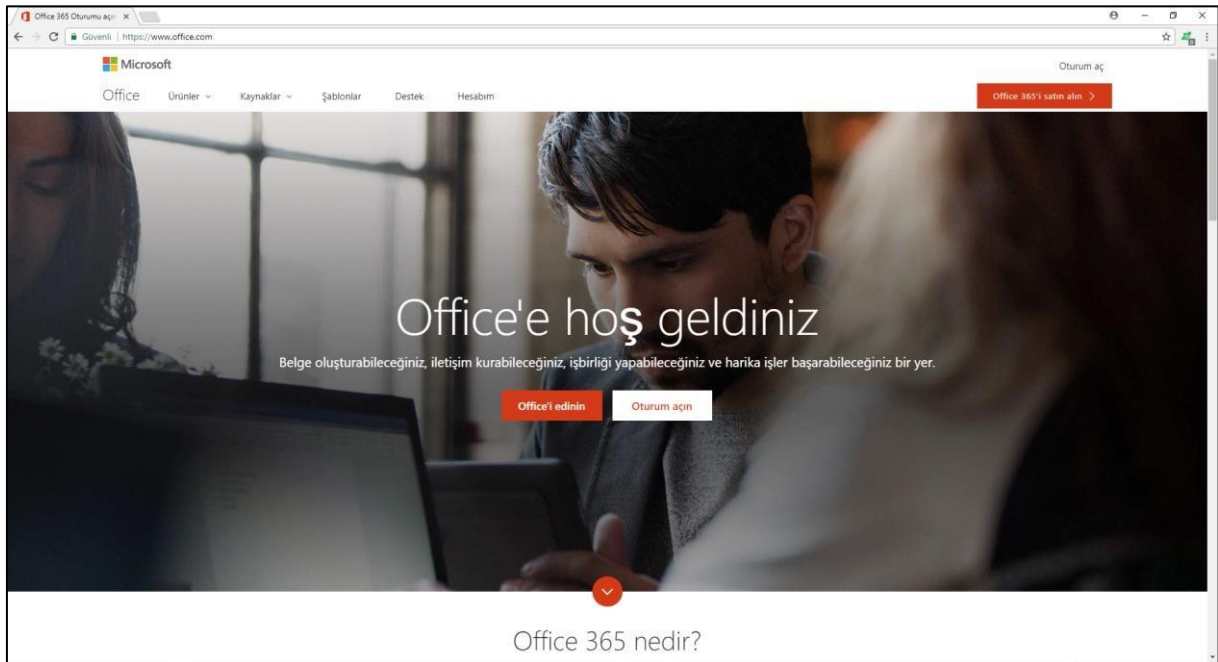 Office 365 Oturumu açın
Güvenli | https://www.office.com
Microsoft
Oturum aç
Office Ürünler Kaynaklar Şablonlar Destek Hesabım
Office 365'i satın alın
Office'e hoş geldiniz
Belge oluşturabileceğiniz, iletişim kurabileceğiniz, işbirliği yapabileceğiniz ve harika işler başarabileceğiniz bir yer.
Office'i edinin Oturum açın
Office 365 nedir?